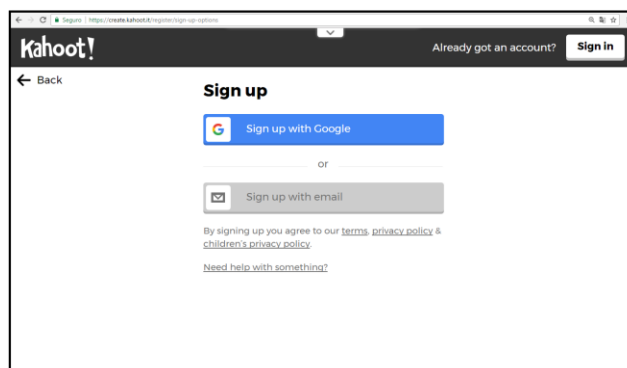 Seguro | https://create.kahoot.it/register/sign-up-options
Kahoot!
Already got an account?
Sign in
Back
Sign up
Sign up with Google
or
Sign up with email
By signing up you agree to our terms, privacy policy &
children's privacy policy.
Need help with something?